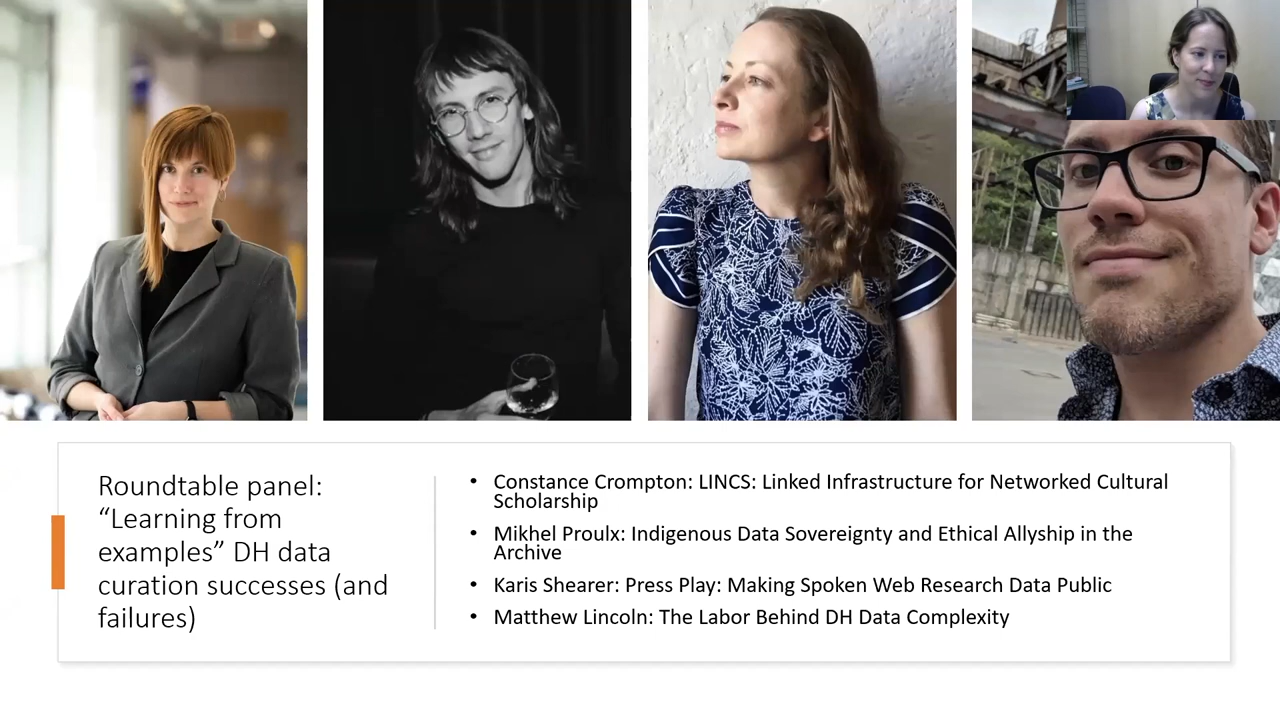 Roundtable panel:
“Learning from
examples” DH data
curation successes (and
failures)
• Constance Crompton: LINCS: Linked Infrastructure for Networked Cultural
Scholarship
• Mikhel Proulx: Indigenous Data Sovereignty and Ethical Allyship in the
Archive
• Karis Shearer: Press Play: Making Spoken Web Research Data Public
• Matthew Lincoln: The Labor Behind DH Data Complexity